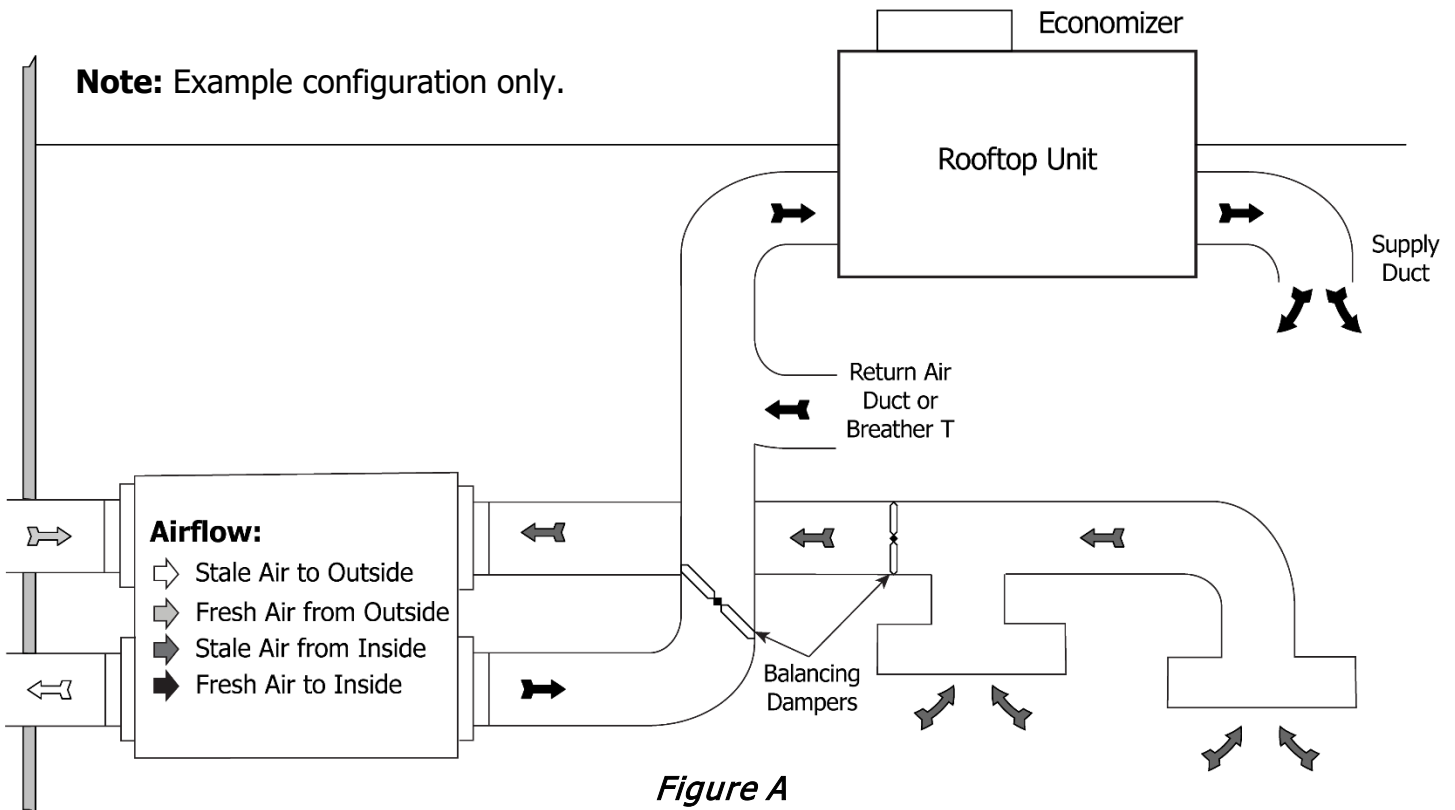 Economizer
Note: Example configuration only.
Rooftop Unit
Supply
Duct
Return Air
Duct or
Breather T
Airflow:
Stale Air to Outside
Fresh Air from Outside
Stale Air from Inside
Fresh Air to Inside
Balancing
Dampers
Figure A